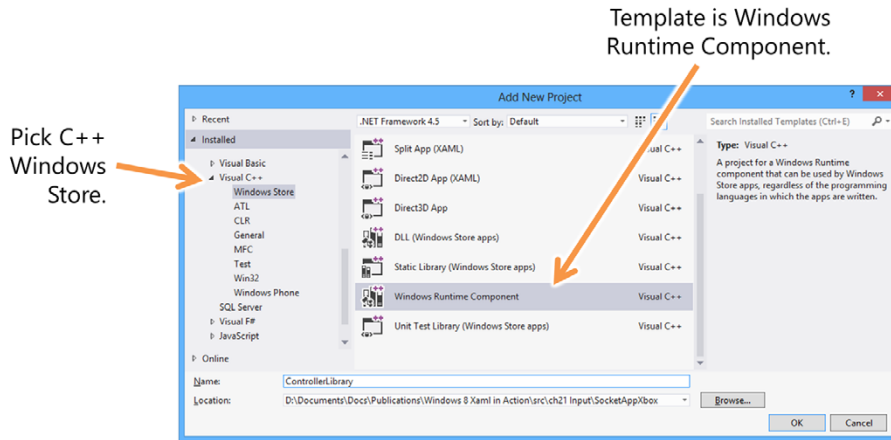 Template is Windows
Runtime Component.
Pick C++
Windows
Store.
Add New Project
?
×
Recent
Installed
Visual Basic
Visual C++
Windows Store
ATL
CLR
General
MFC
Test
Win32
Windows Phone
SQL Server
Visual F#
JavaScript
Online
.NET Framework 4.5 Sort by: Default
Search Installed Templates (Ctrl+E)
Split App (XAML) Visual C++
Direct2D App (XAML) Visual C++
Direct3D App Visual C++
DLL (Windows Store apps) Visual C++
Static Library (Windows Store apps) Visual C++
Windows Runtime Component Visual C++
Unit Test Library (Windows Store apps) Visual C++
Type: Visual C++
A project for a Windows Runtime
component that can be used by Windows
Store apps, regardless of the programming
languages in which the apps are written.
Name: ControllerLibrary
Location: D:\Documents\Docs\Publications\Windows 8 Xaml in Action\src\ch21 Input\SocketAppXbox Browse...
OK Cancel